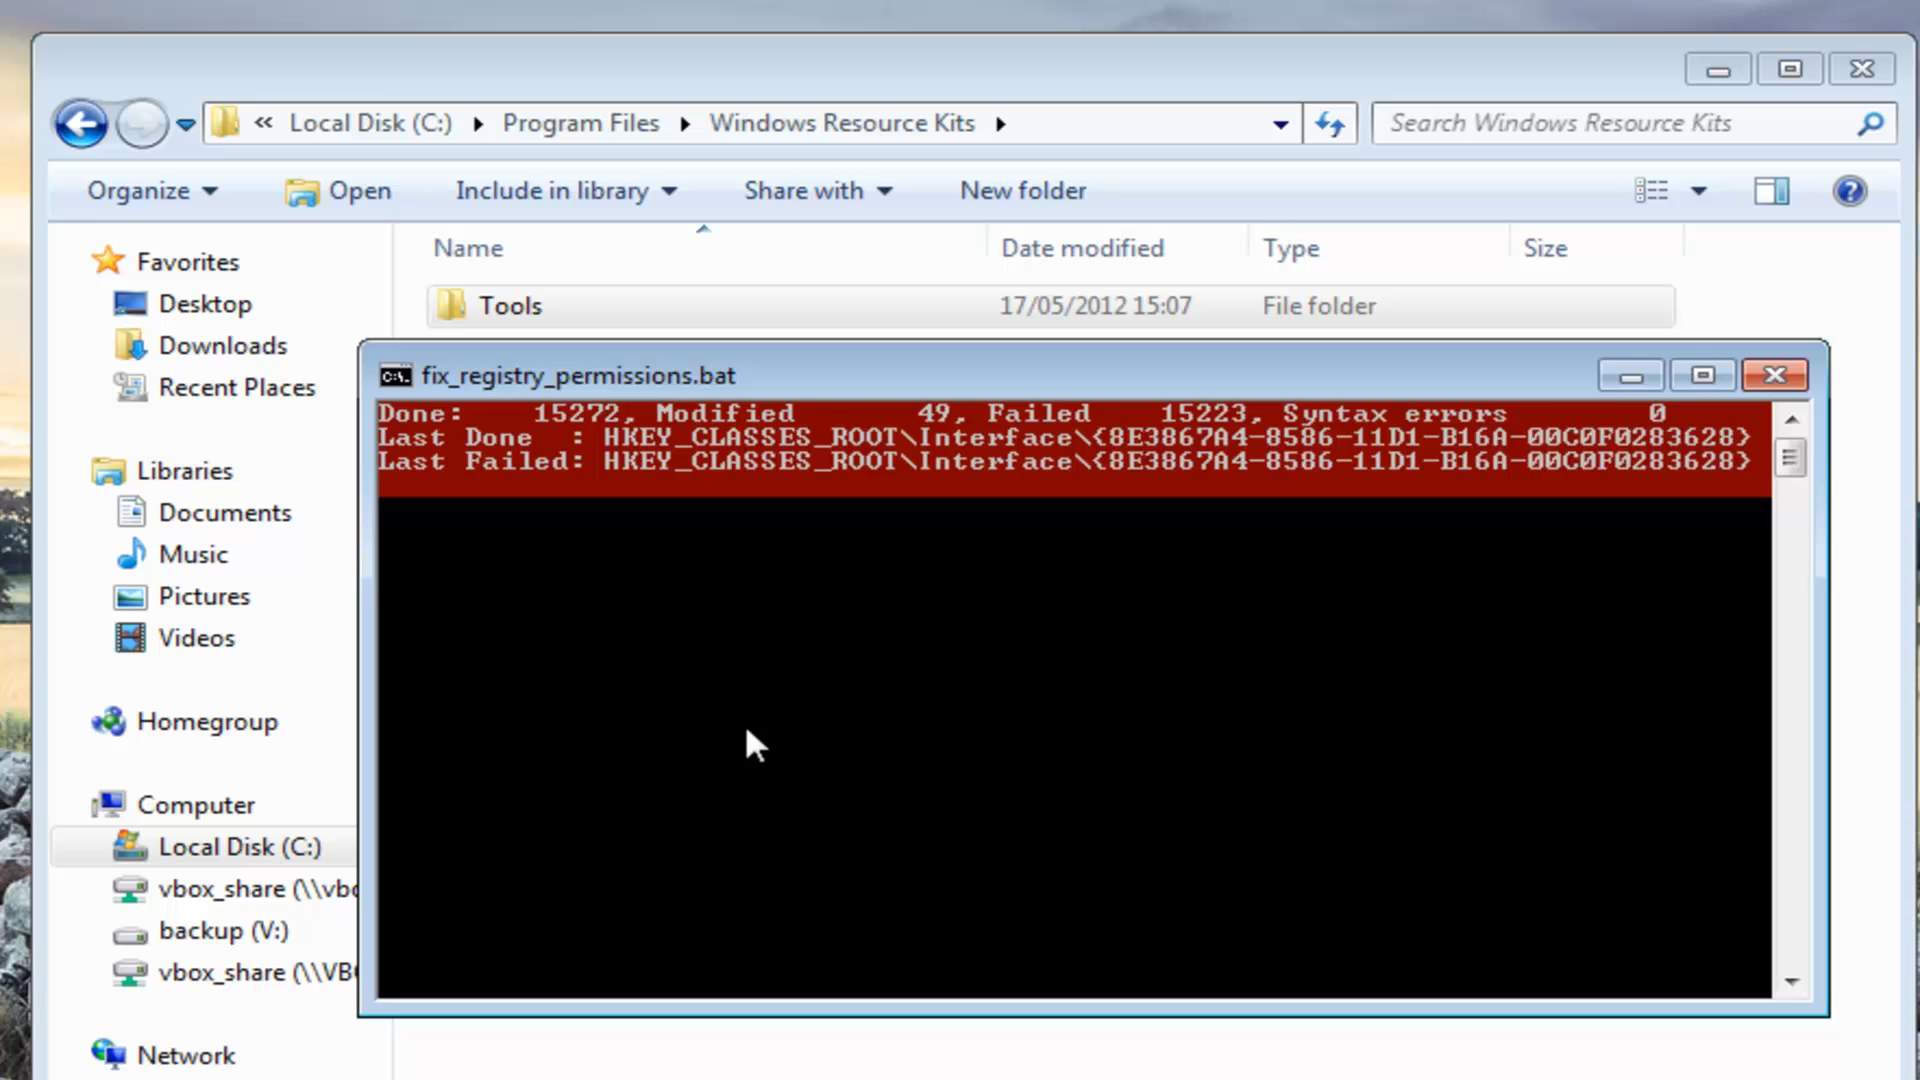 « Local Disk (C:) Program Files Windows Resource Kits
Search Windows Resource Kits
Organize Open Include in library Share with New folder
Name Date modified Type Size
Tools 17/05/2012 15:07 File folder
Favorites
Desktop
Downloads
Recent Places
Libraries
Documents
Music
Pictures
Videos
Homegroup
Computer
Local Disk (C:)
vbox_share (\\vbo
backup (V:)
vbox_share (\\VBO
Network
C:\. fix_registry_permissions.bat
Done: 15272, Modified 49, Failed 15223, Syntax errors 0
Last Done : HKEY_CLASSES_ROOT\Interface\{8E3867A4-8586-11D1-B16A-00C0F0283628}
Last Failed: HKEY_CLASSES_ROOT\Interface\{8E3867A4-8586-11D1-B16A-00C0F0283628}